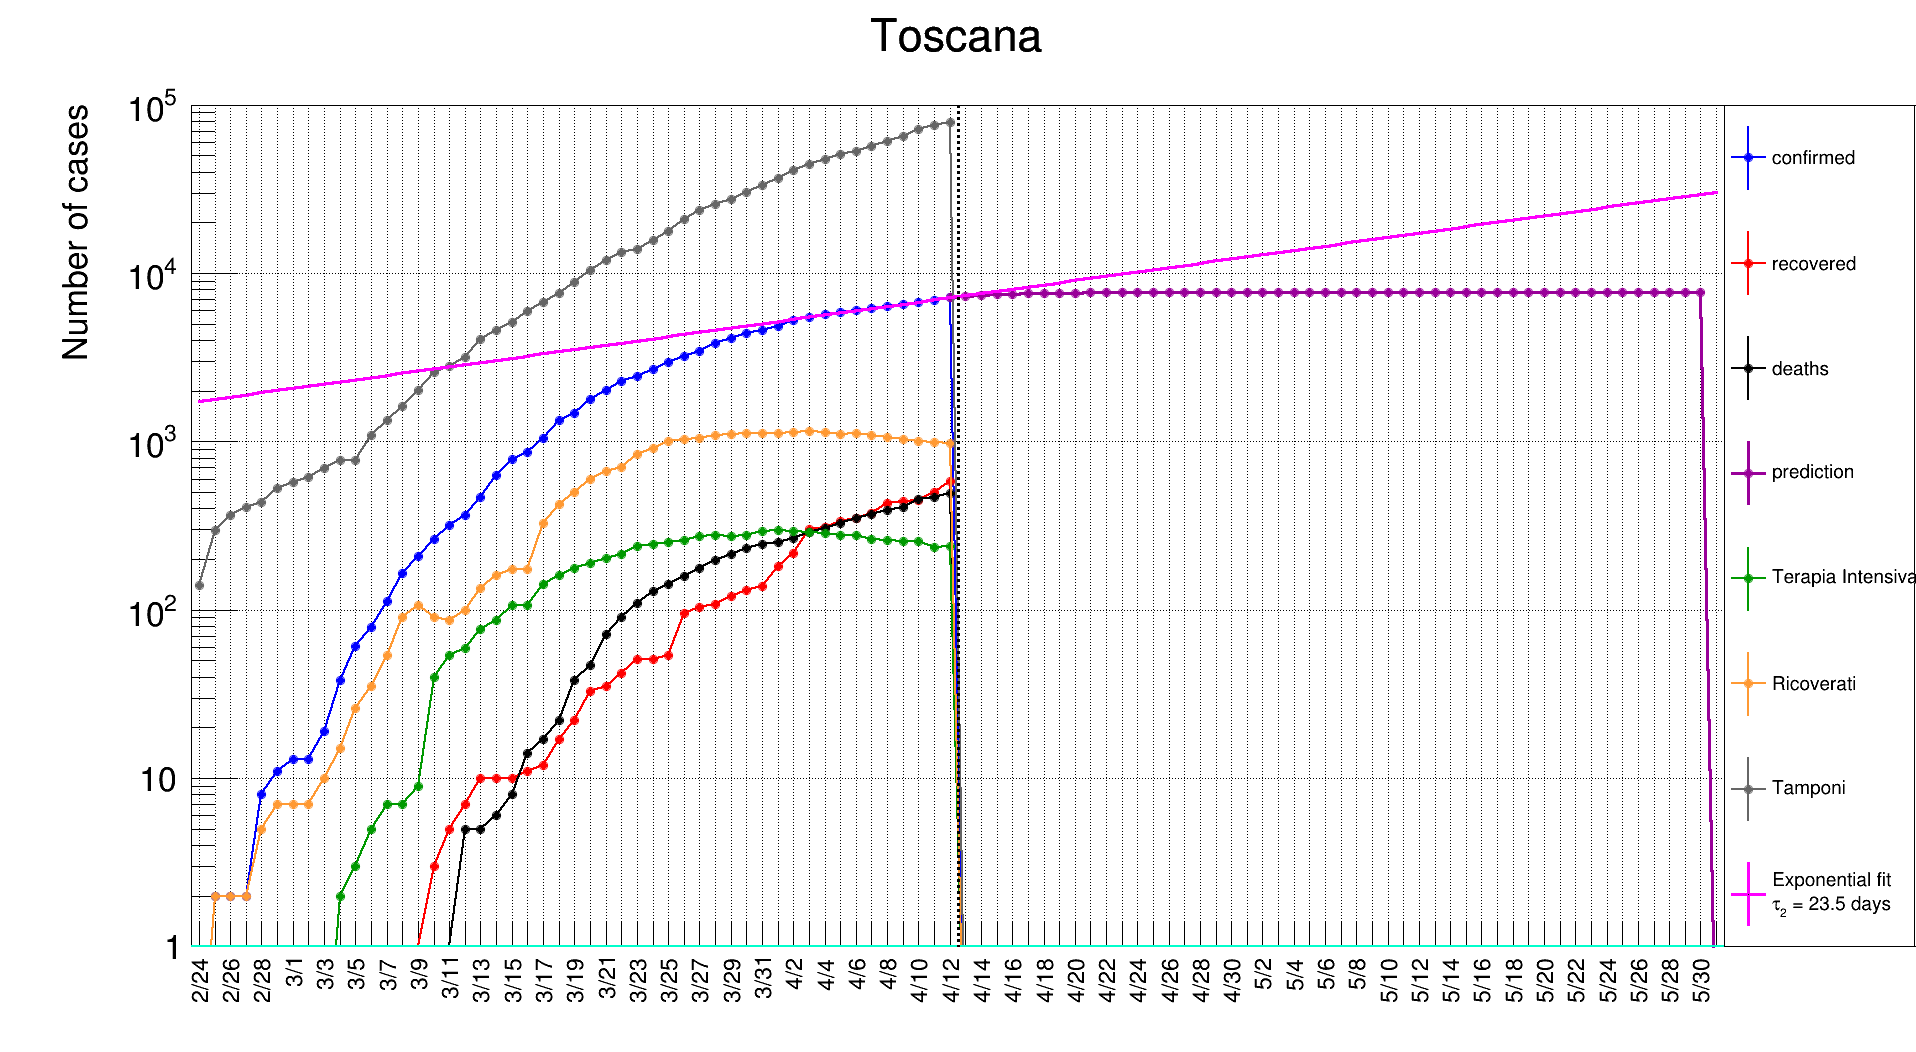 Toscana
Number of cases
10^5
10^4
10^3
10^2
10
1
2/24 2/26 2/28 3/1 3/3 3/5 3/7 3/9 3/11 3/13 3/15 3/17 3/19 3/21 3/23 3/25 3/27 3/29 3/31 4/2 4/4 4/6 4/8 4/10 4/12 4/14 4/16 4/18 4/20 4/22 4/24 4/26 4/28 4/30 5/2 5/4 5/6 5/8 5/10 5/12 5/14 5/16 5/18 5/20 5/22 5/24 5/26 5/28 5/30
confirmed
recovered
deaths
prediction
Terapia Intensiva
Ricoverati
Tamponi
Exponential fit
τ_2 = 23.5 days